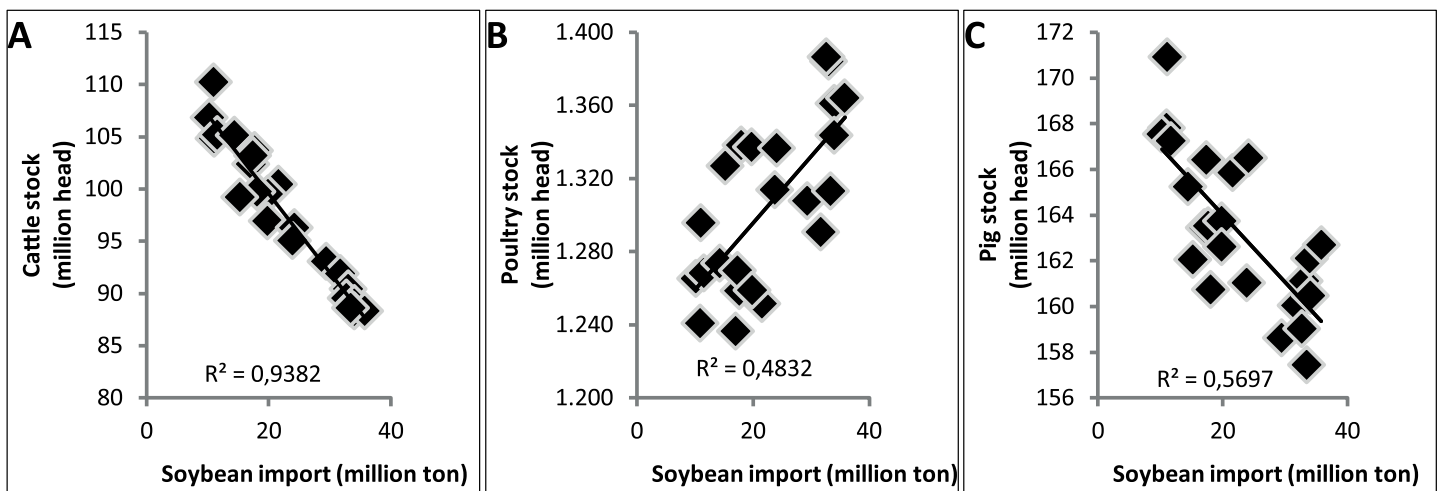 A
Cattle stock
(million head)
115
110
105
100
95
90
85
80
R² = 0,9382
0
20
40
Soybean import (million ton)
B
Poultry stock
(million head)
1.400
1.360
1.320
1.280
1.240
1.200
R² = 0,4832
0
20
40
Soybean import (million ton)
C
Pig stock
(million head)
172
170
168
166
164
162
160
158
156
R² = 0,5697
0
20
40
Soybean import (million ton)